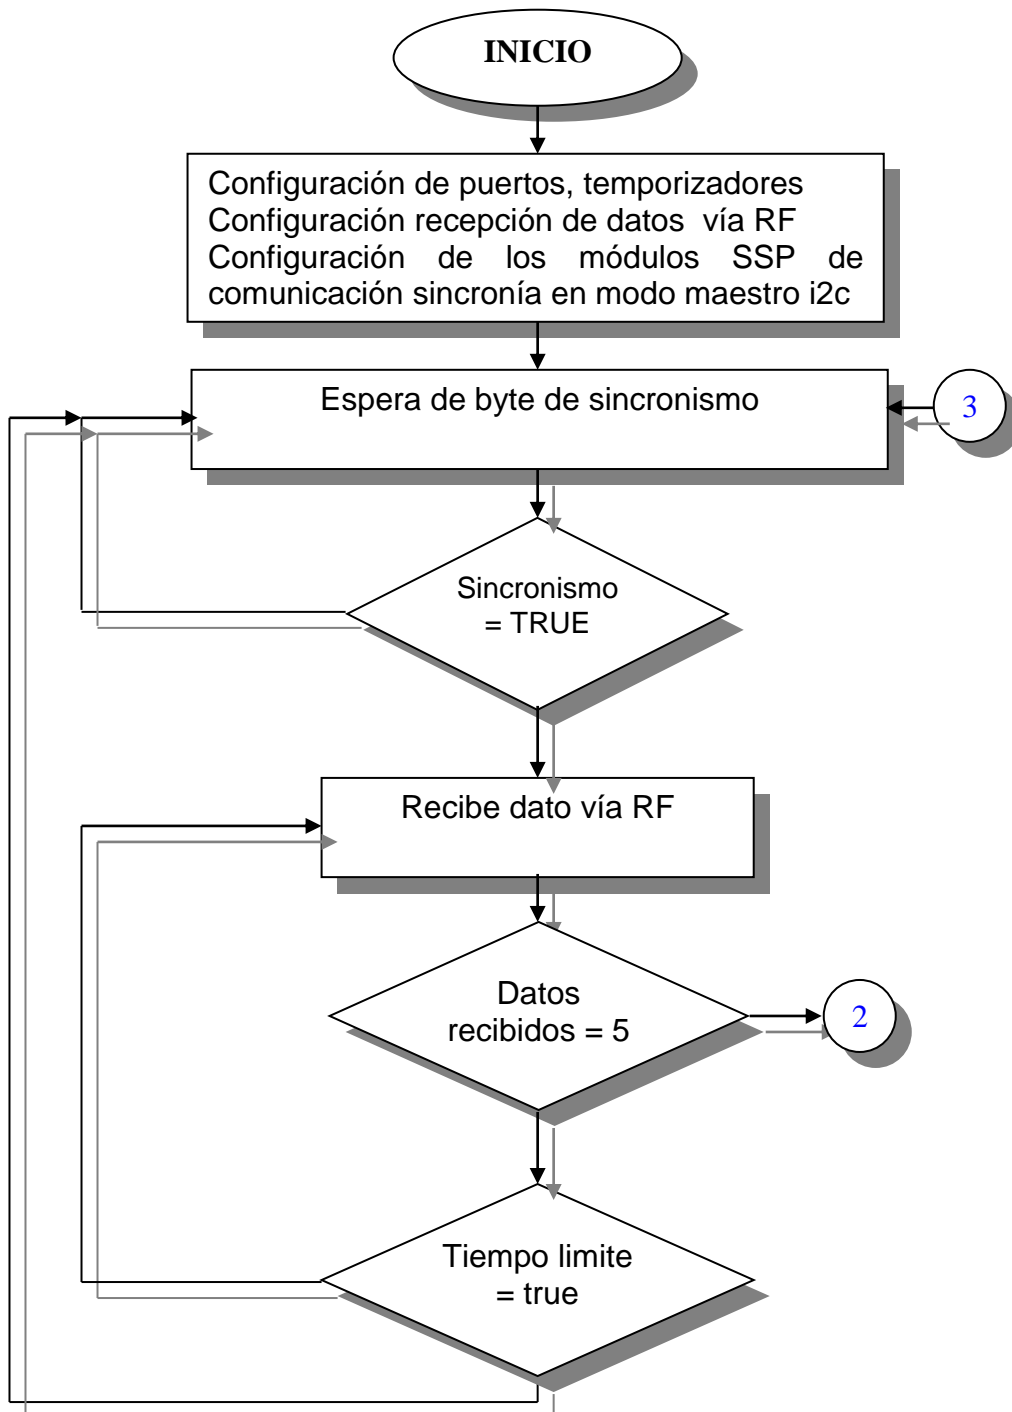 INICIO
Configuración de puertos, temporizadores
Configuración recepción de datos vía RF
Configuración de los módulos SSP de
comunicación sincronía en modo maestro i2c
Espera de byte de sincronismo
3
Sincronismo
= TRUE
Recibe dato vía RF
Datos
recibidos = 5
2
Tiempo limite
= true